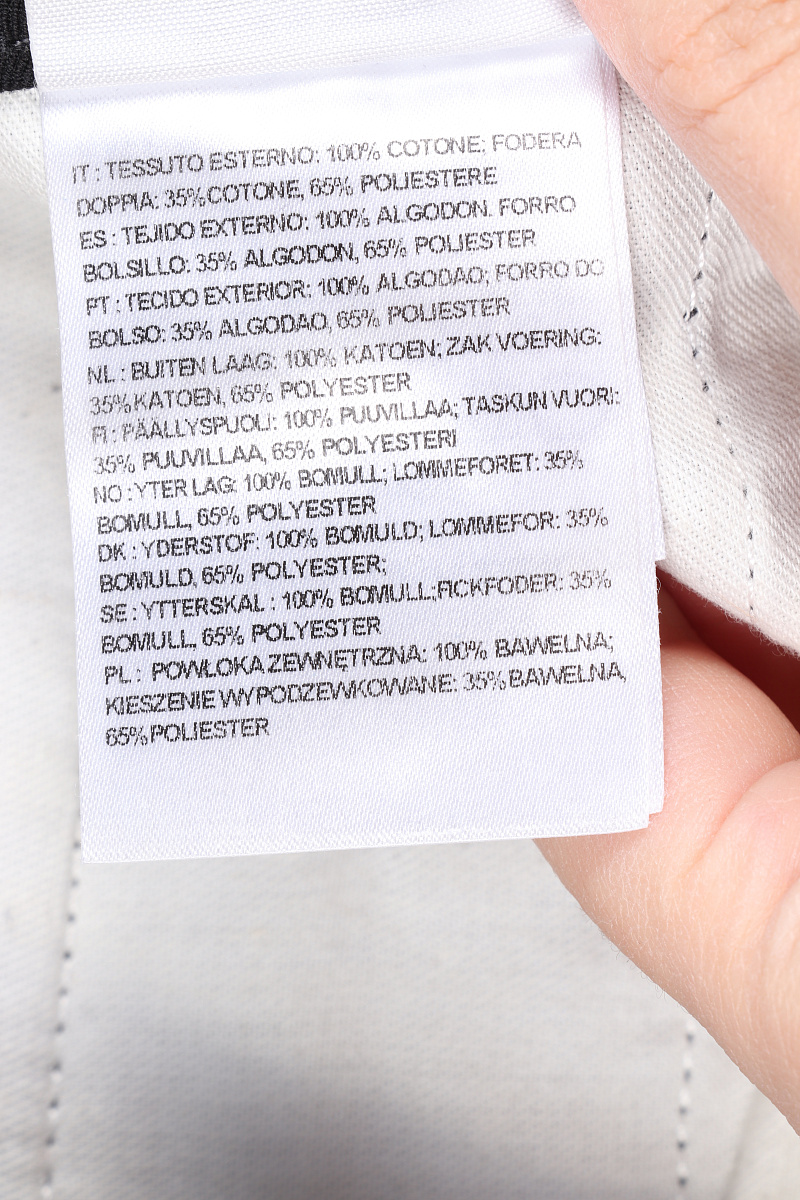 IT : TESSUTO ESTERNO: 100% COTONE; FODERA
DOPPIA: 35%COTONE, 65% POLIESTERE
ES : TEJIDO EXTERNO: 100% ALGODON. FORRO
BOLSILLO: 35% ALGODON, 65% POLIESTER
PT : TECIDO EXTERIOR: 100% ALGODAO; FORRO DO
BOLSO: 35% ALGODAO, 65% POLIESTER
NL : BUITEN LAAG: 100% KATOEN; ZAK VOERING:
35%KATOEN, 65% POLYESTER
FI : PÄÄLLYSPUOLI: 100% PUUVILLAA; TASKUN VUORI:
35% PUUVILLAA, 65% POLYESTERI
NO : YTER LAG: 100% BOMULL; LOMMEFORET: 35%
BOMULL, 65% POLYESTER
DK : YDERSTOF: 100% BOMULD; LOMMEFOR: 35%
BOMULD, 65% POLYESTER;
SE : YTTERSKAL : 100% BOMULL;FICKFODER: 35%
BOMULL, 65% POLYESTER
PL : POWŁOKA ZEWNĘTRZNA: 100% BAWELNA;
KIESZENIE WYPODZEWKOWANE: 35% BAWELNA,
65% POLIESTER